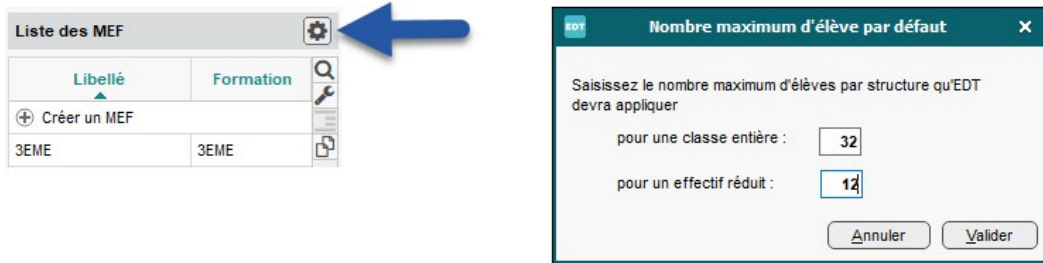 Liste des MEF
Libellé
Formation
Créer un MEF
3EME
3EME
EDT
Nombre maximum d'élève par défaut
Saisissez le nombre maximum d'élèves par structure qu'EDT
devra appliquer
pour une classe entière :
32
pour un effectif réduit :
12
Annuler
Valider